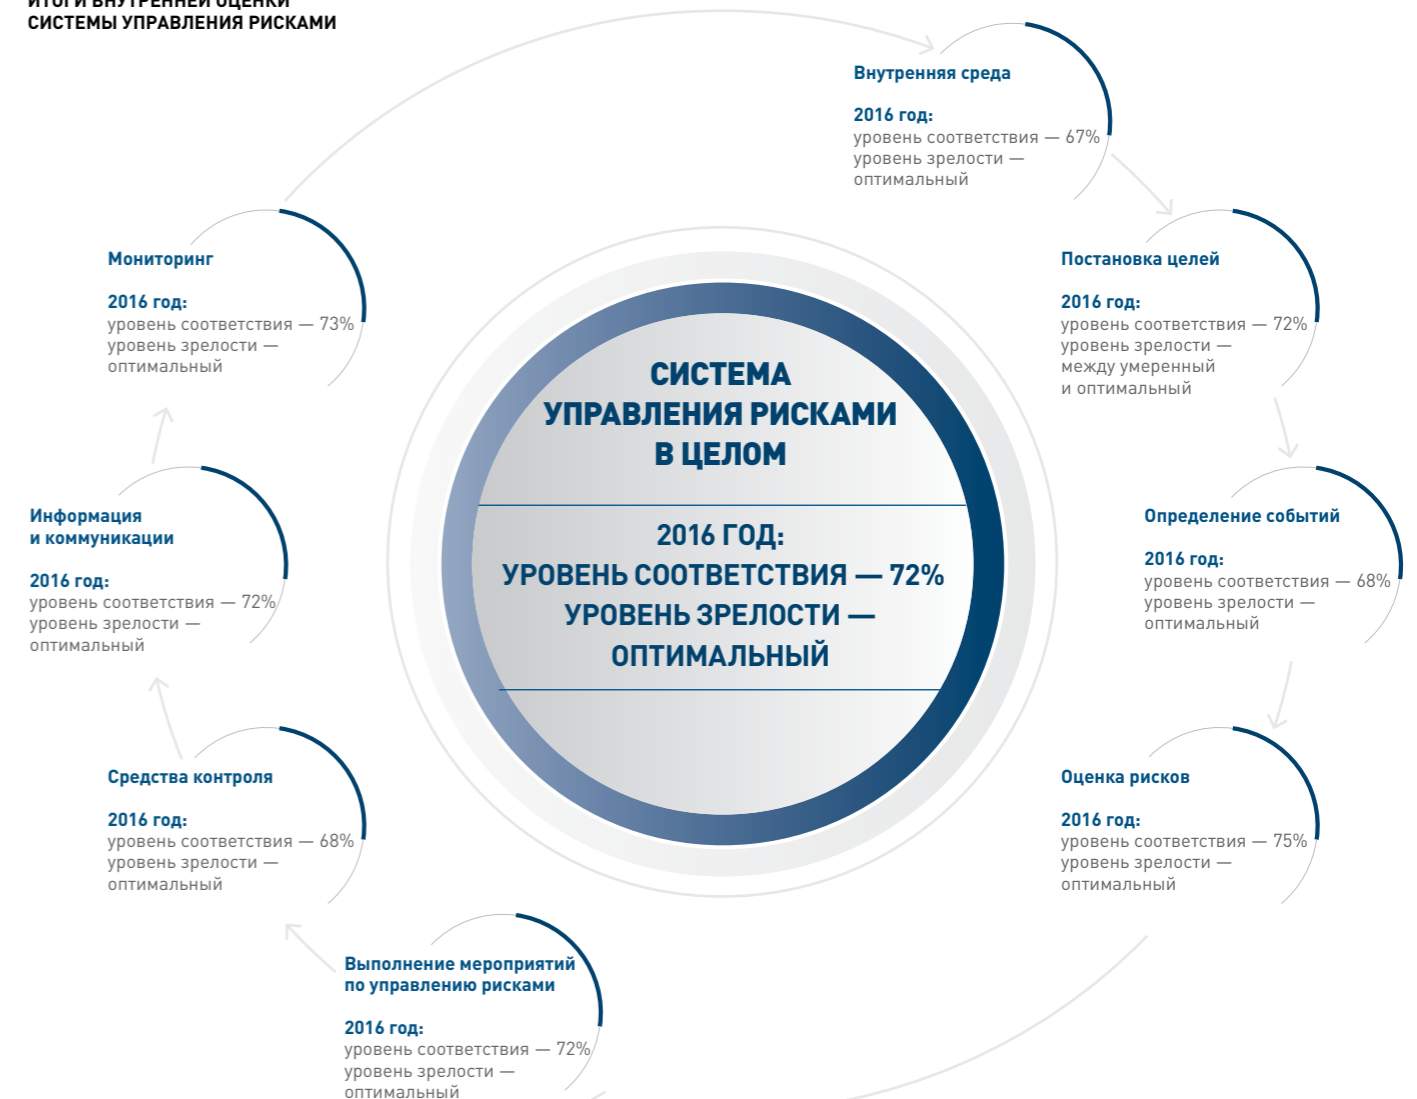 ИТОГИ ВНУТРЕННЕЙ ОЦЕНКИ
СИСТЕМЫ УПРАВЛЕНИЯ РИСКАМИ
Внутренняя среда
2016 год:
уровень соответствия — 67%
уровень зрелости —
оптимальный
Постановка целей
2016 год:
уровень соответствия — 72%
уровень зрелости —
между умеренный
и оптимальный
Определение событий
2016 год:
уровень соответствия — 68%
уровень зрелости —
оптимальный
Оценка рисков
2016 год:
уровень соответствия — 75%
уровень зрелости —
оптимальный
Выполнение мероприятий
по управлению рисками
2016 год:
уровень соответствия — 72%
уровень зрелости —
оптимальный
Средства контроля
2016 год:
уровень соответствия — 68%
уровень зрелости —
оптимальный
Информация
и коммуникации
2016 год:
уровень соответствия — 72%
уровень зрелости —
оптимальный
Мониторинг
2016 год:
уровень соответствия — 73%
уровень зрелости —
оптимальный
СИСТЕМА
УПРАВЛЕНИЯ РИСКАМИ
В ЦЕЛОМ
2016 ГОД:
УРОВЕНЬ СООТВЕТСТВИЯ — 72%
УРОВЕНЬ ЗРЕЛОСТИ —
ОПТИМАЛЬНЫЙ